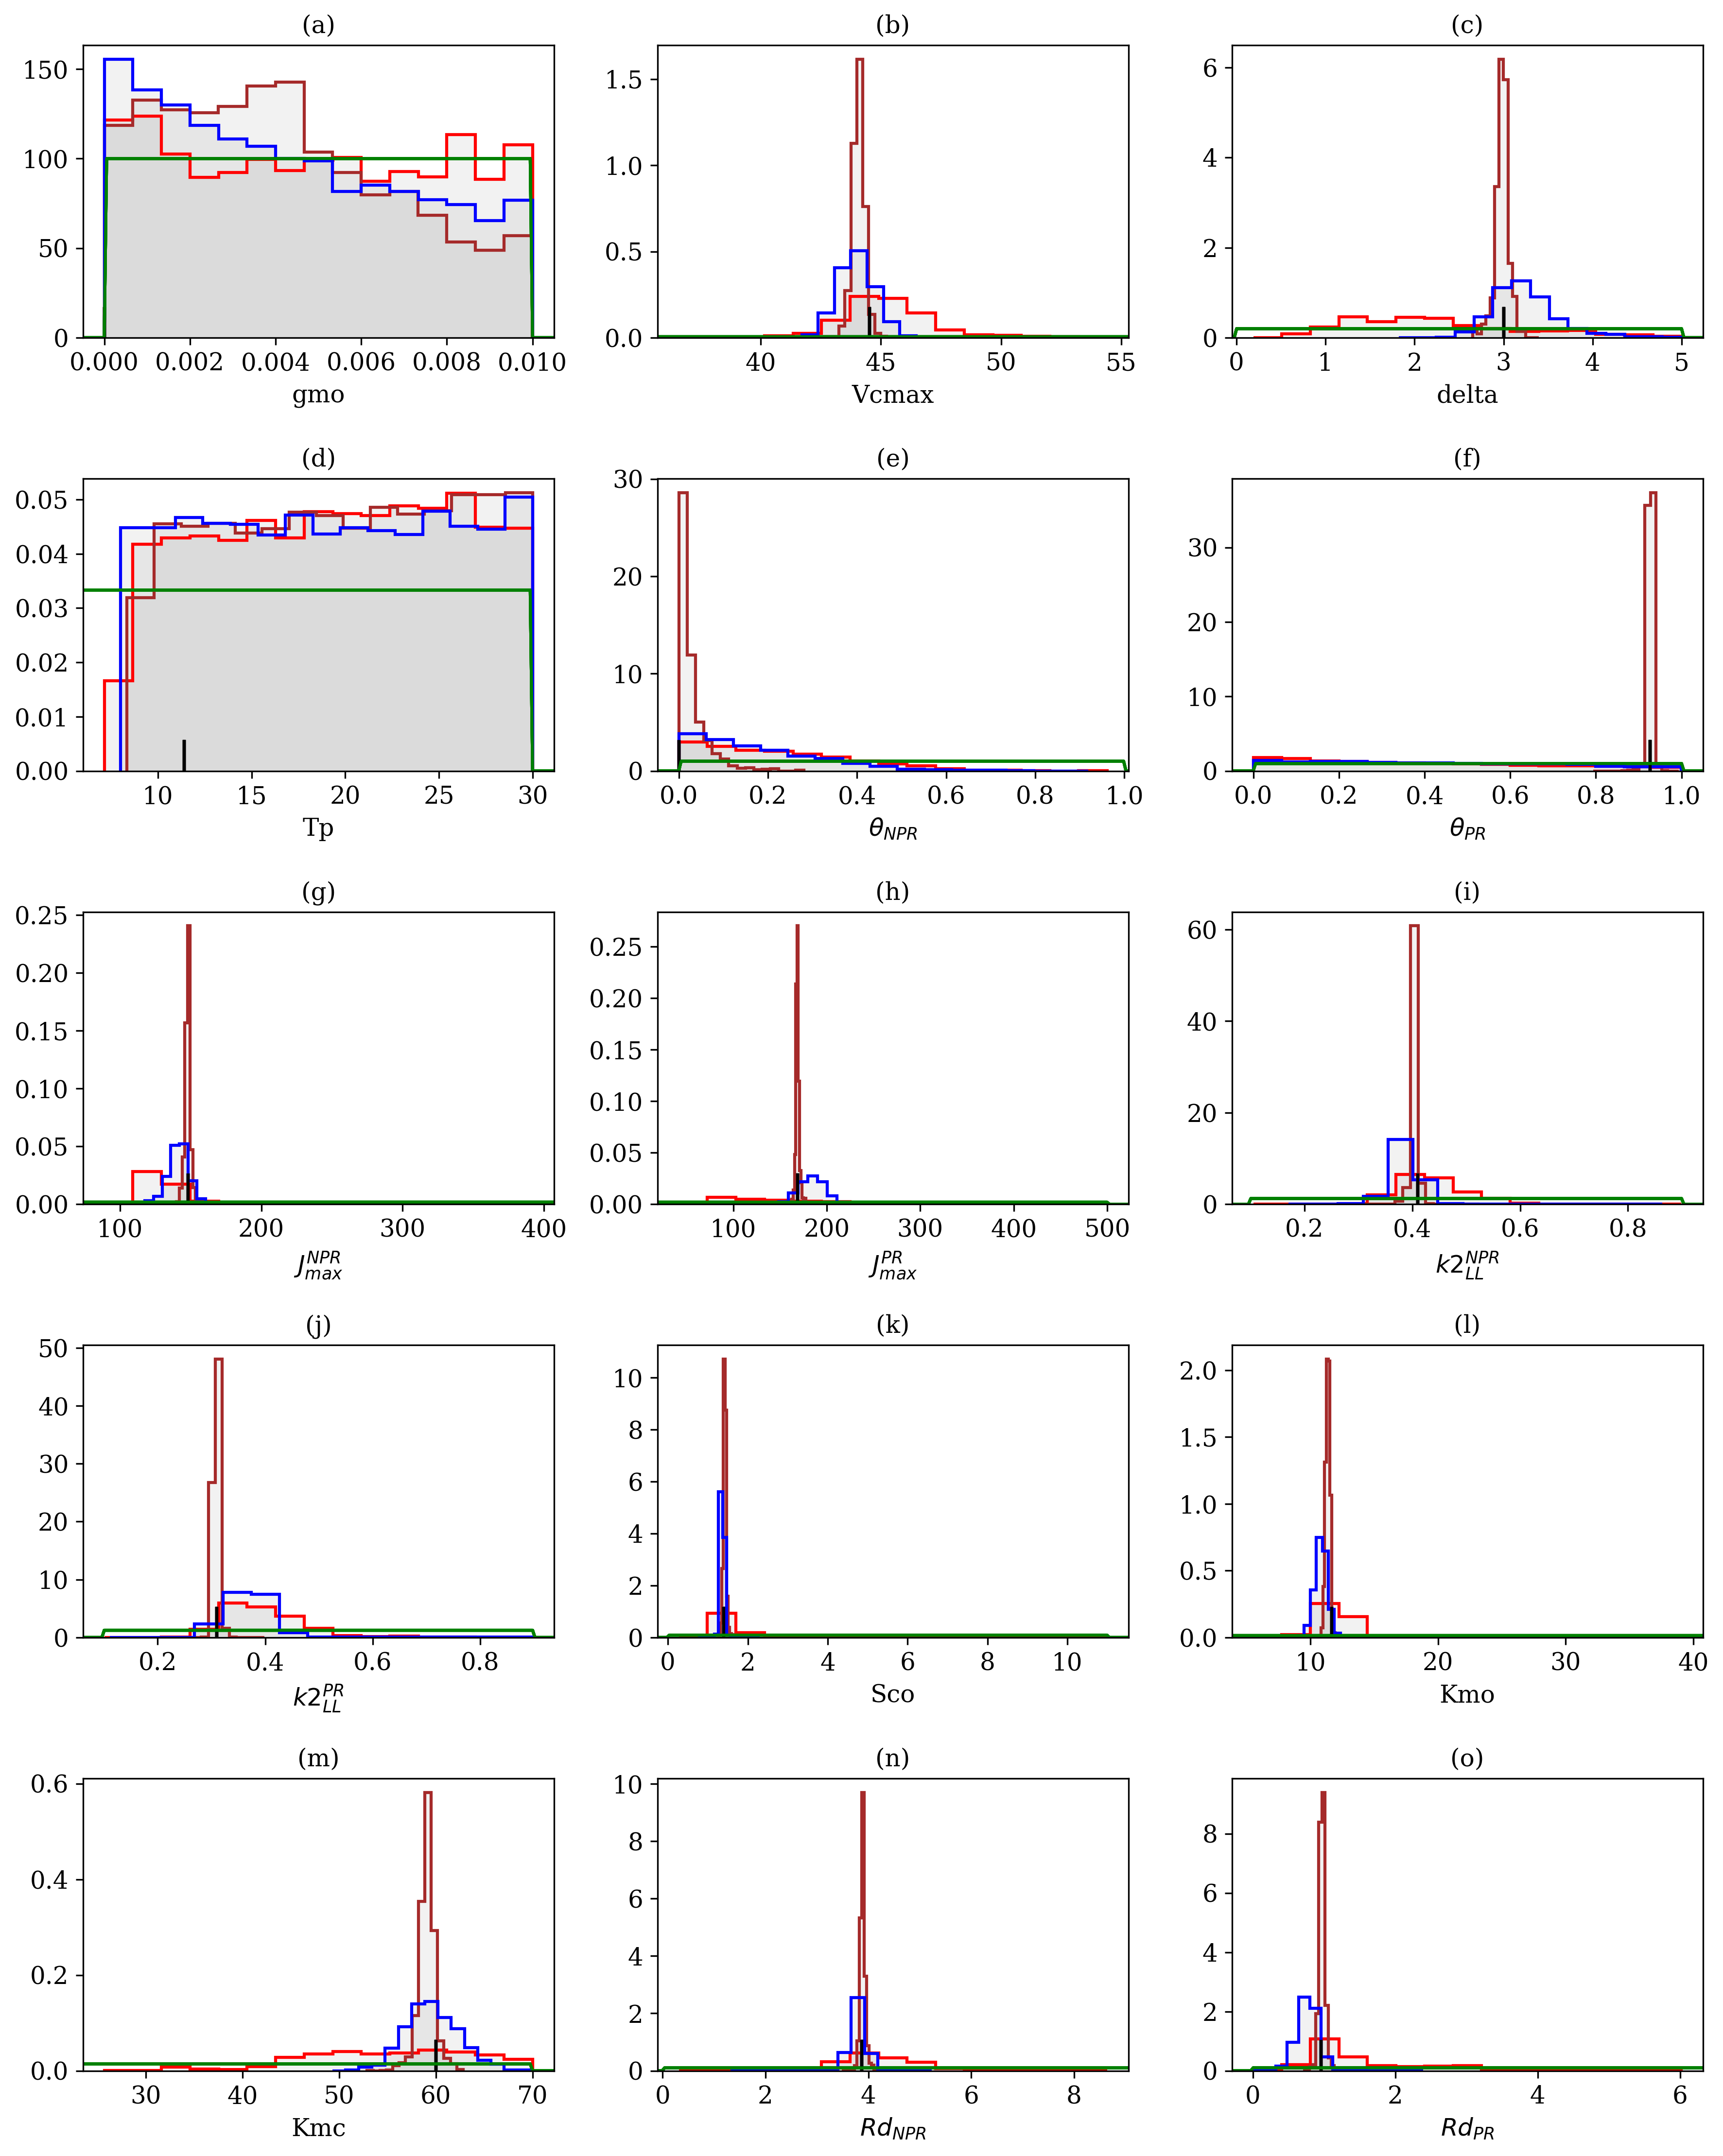 (a) (b) (c)
150 1.5 6
100 1.0 4
50 0.5 2
0 0.0 0
0.000 0.002 0.004 0.006 0.008 0.010 40 45 50 55 0 1 2 3 4 5
gmo Vcmax delta
(d) (e) (f)
0.05 30
0.04 30
0.03 20 20
0.02 10 10
0.01
0.00 0 0
10 15 20 25 30 0.0 0.2 0.4 0.6 0.8 1.0 0.0 0.2 0.4 0.6 0.8 1.0
Tp θNPR θPR
(g) (h) (i)
0.25 0.25 60
0.20 0.20
0.15 0.15 40
0.10 0.10 20
0.05 0.05
0.00 0.00 0
100 200 300 400 100 200 300 400 500 0.2 0.4 0.6 0.8
J^NPR_max J^PR_max k2^NPR_LL
(j) (k) (l)
50 10 2.0
40 8 1.5
30 6 1.0
20 4 0.5
10 2
0 0 0.0
0.2 0.4 0.6 0.8 0 2 4 6 8 10 10 20 30 40
k2^PR_LL Sco Kmo
(m) (n) (o)
0.6 10
0.4 8 8
6 6
0.2 4 4
2 2
0.0 0 0
30 40 50 60 70 0 2 4 6 8 0 2 4 6
Kmc Rd_NPR Rd_PR